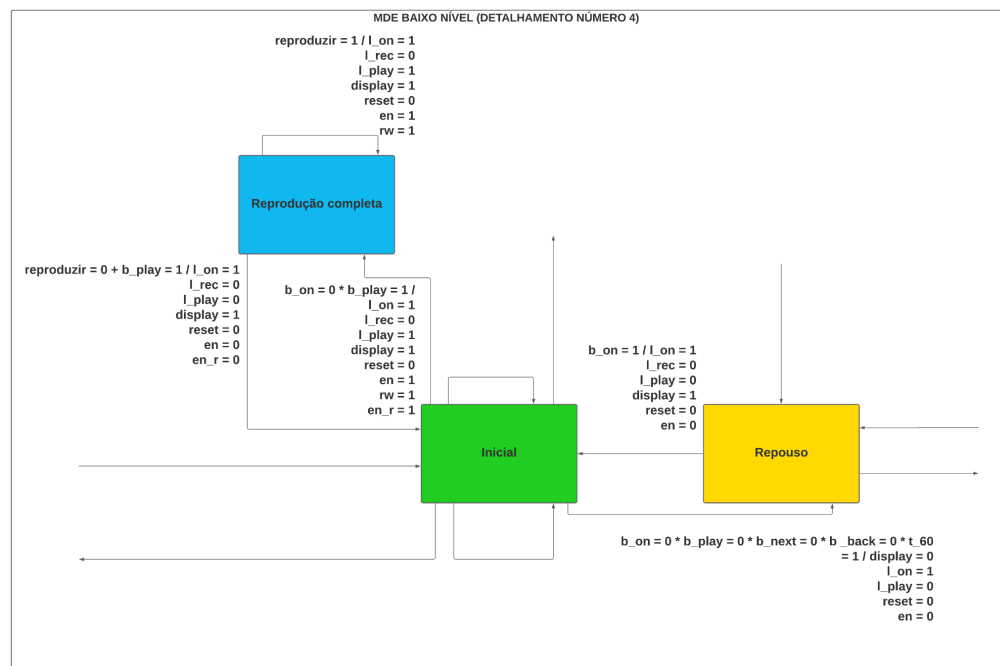 MDE BAIXO NÍVEL (DETALHAMENTO NÚMERO 4)
reproduzir = 1 / l_on = 1
l_rec = 0
l_play = 1
display = 1
reset = 0
en = 1
rw = 1
Reprodução completa
reproduzir = 0 + b_play = 1 / l_on = 1
l_rec = 0
l_play = 0
display = 1
reset = 0
en = 0
en_r = 0
b_on = 0 * b_play = 1 /
l_on = 1
l_rec = 0
l_play = 1
display = 1
reset = 0
en = 1
rw = 1
en_r = 1
b_on = 1 / l_on = 1
l_rec = 0
l_play = 0
display = 1
reset = 0
en = 0
Inicial
Repouso
b_on = 0 * b_play = 0 * b_next = 0 * b _back = 0 * t_60
= 1 / display = 0
l_on = 1
l_play = 0
reset = 0
en = 0